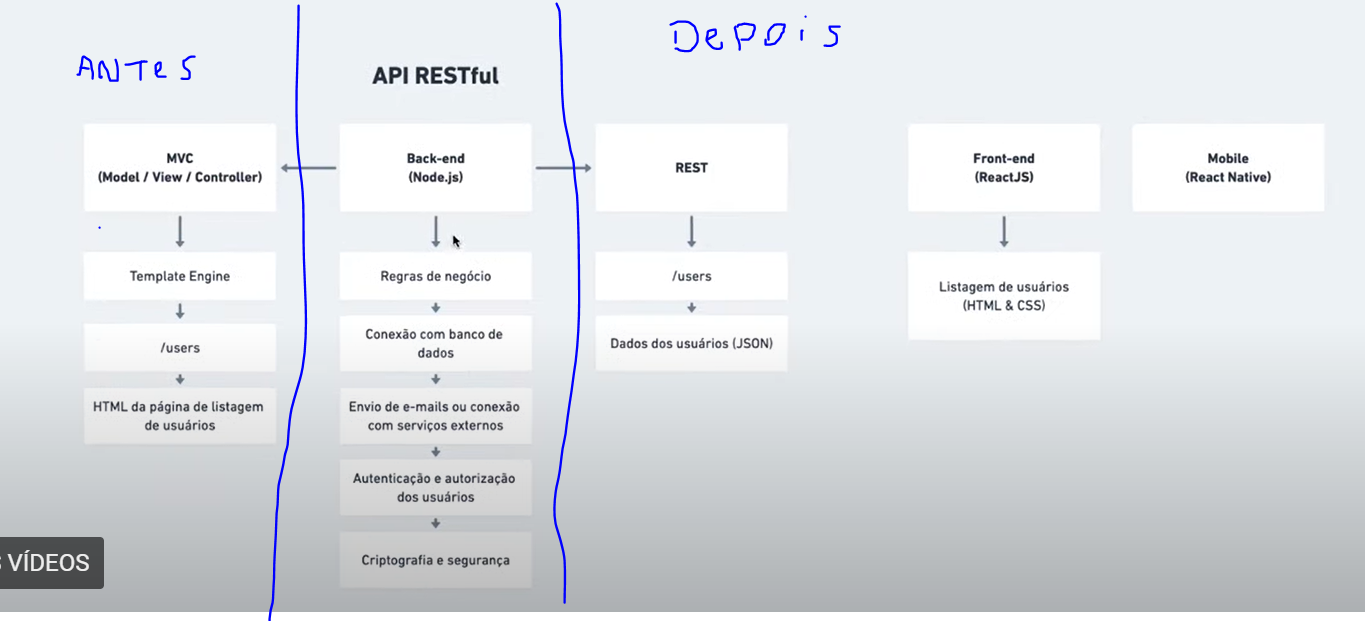 ANTES
DEPOIS
API RESTful
MVC
(Model / View / Controller)
Template Engine
/users
HTML da página de listagem
de usuários
Back-end
(Node.js)
Regras de negócio
Conexão com banco de
dados
Envio de e-mails ou conexão
com serviços externos
Autenticação e autorização
dos usuários
Criptografia e segurança
REST
/users
Dados dos usuários (JSON)
Front-end
(ReactJS)
Listagem de usuários
(HTML & CSS)
Mobile
(React Native)
VÍDEOS